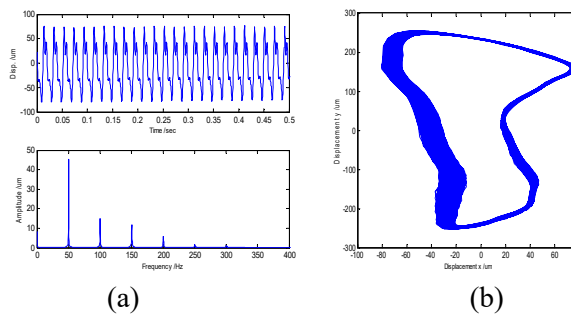 100
50
0
-50
-100
Disp. /um
0 0.05 0.1 0.15 0.2 0.25 0.3 0.35 0.4 0.45 0.5
Time /sec
50
40
30
20
10
0
Amplitude /um
0 50 100 150 200 250 300 350 400
Frequency /Hz
(a)
300
200
100
0
-100
-200
-300
Displacement y /um
-100 -80 -60 -40 -20 0 20 40 60
Displacement x /um
(b)